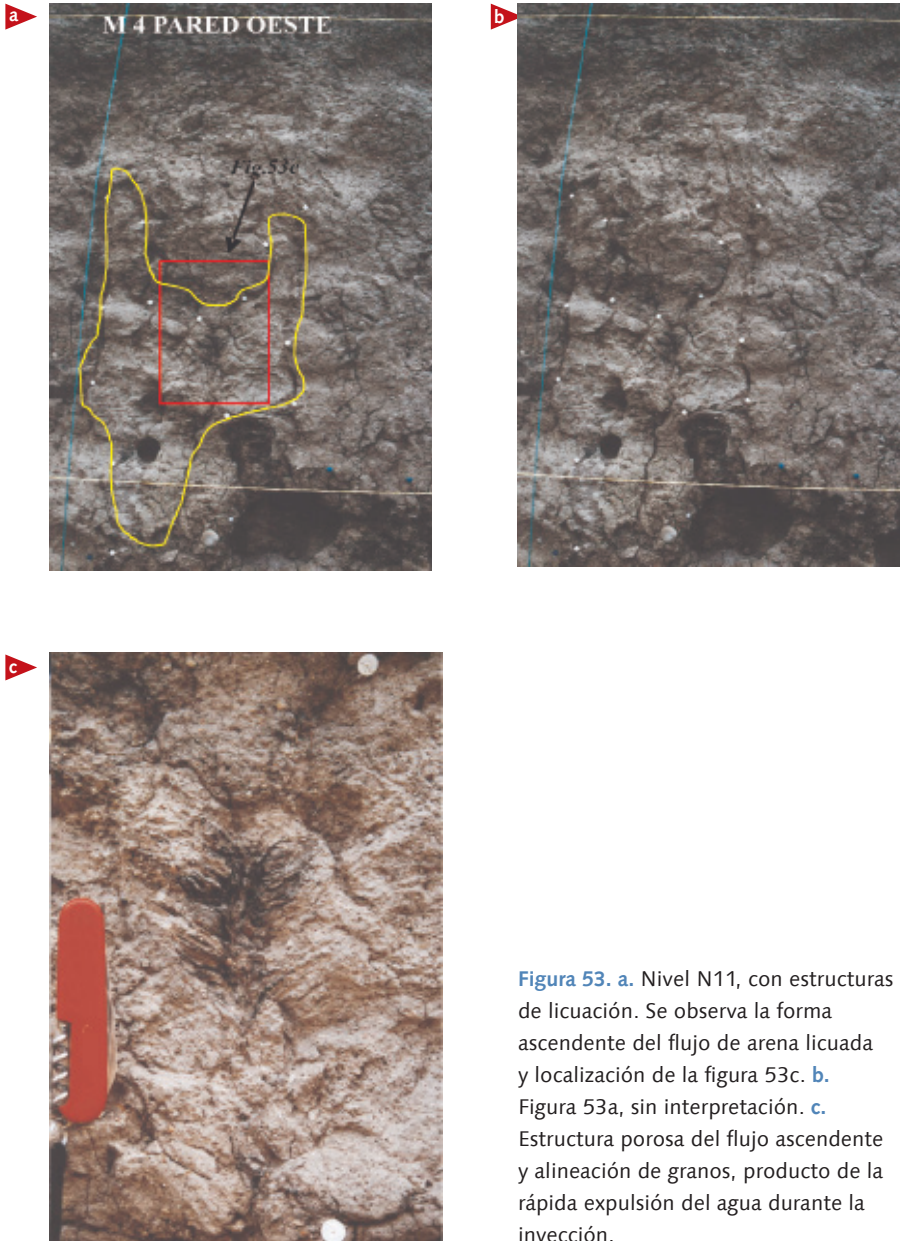 a
M 4 PARED OESTE
Fig.53c
b
c
Figura 53. a. Nivel N11, con estructuras
de licuación. Se observa la forma
ascendente del flujo de arena licuada
y localización de la figura 53c. b.
Figura 53a, sin interpretación. c.
Estructura porosa del flujo ascendente
y alineación de granos, producto de la
rápida expulsión del agua durante la
inyección.